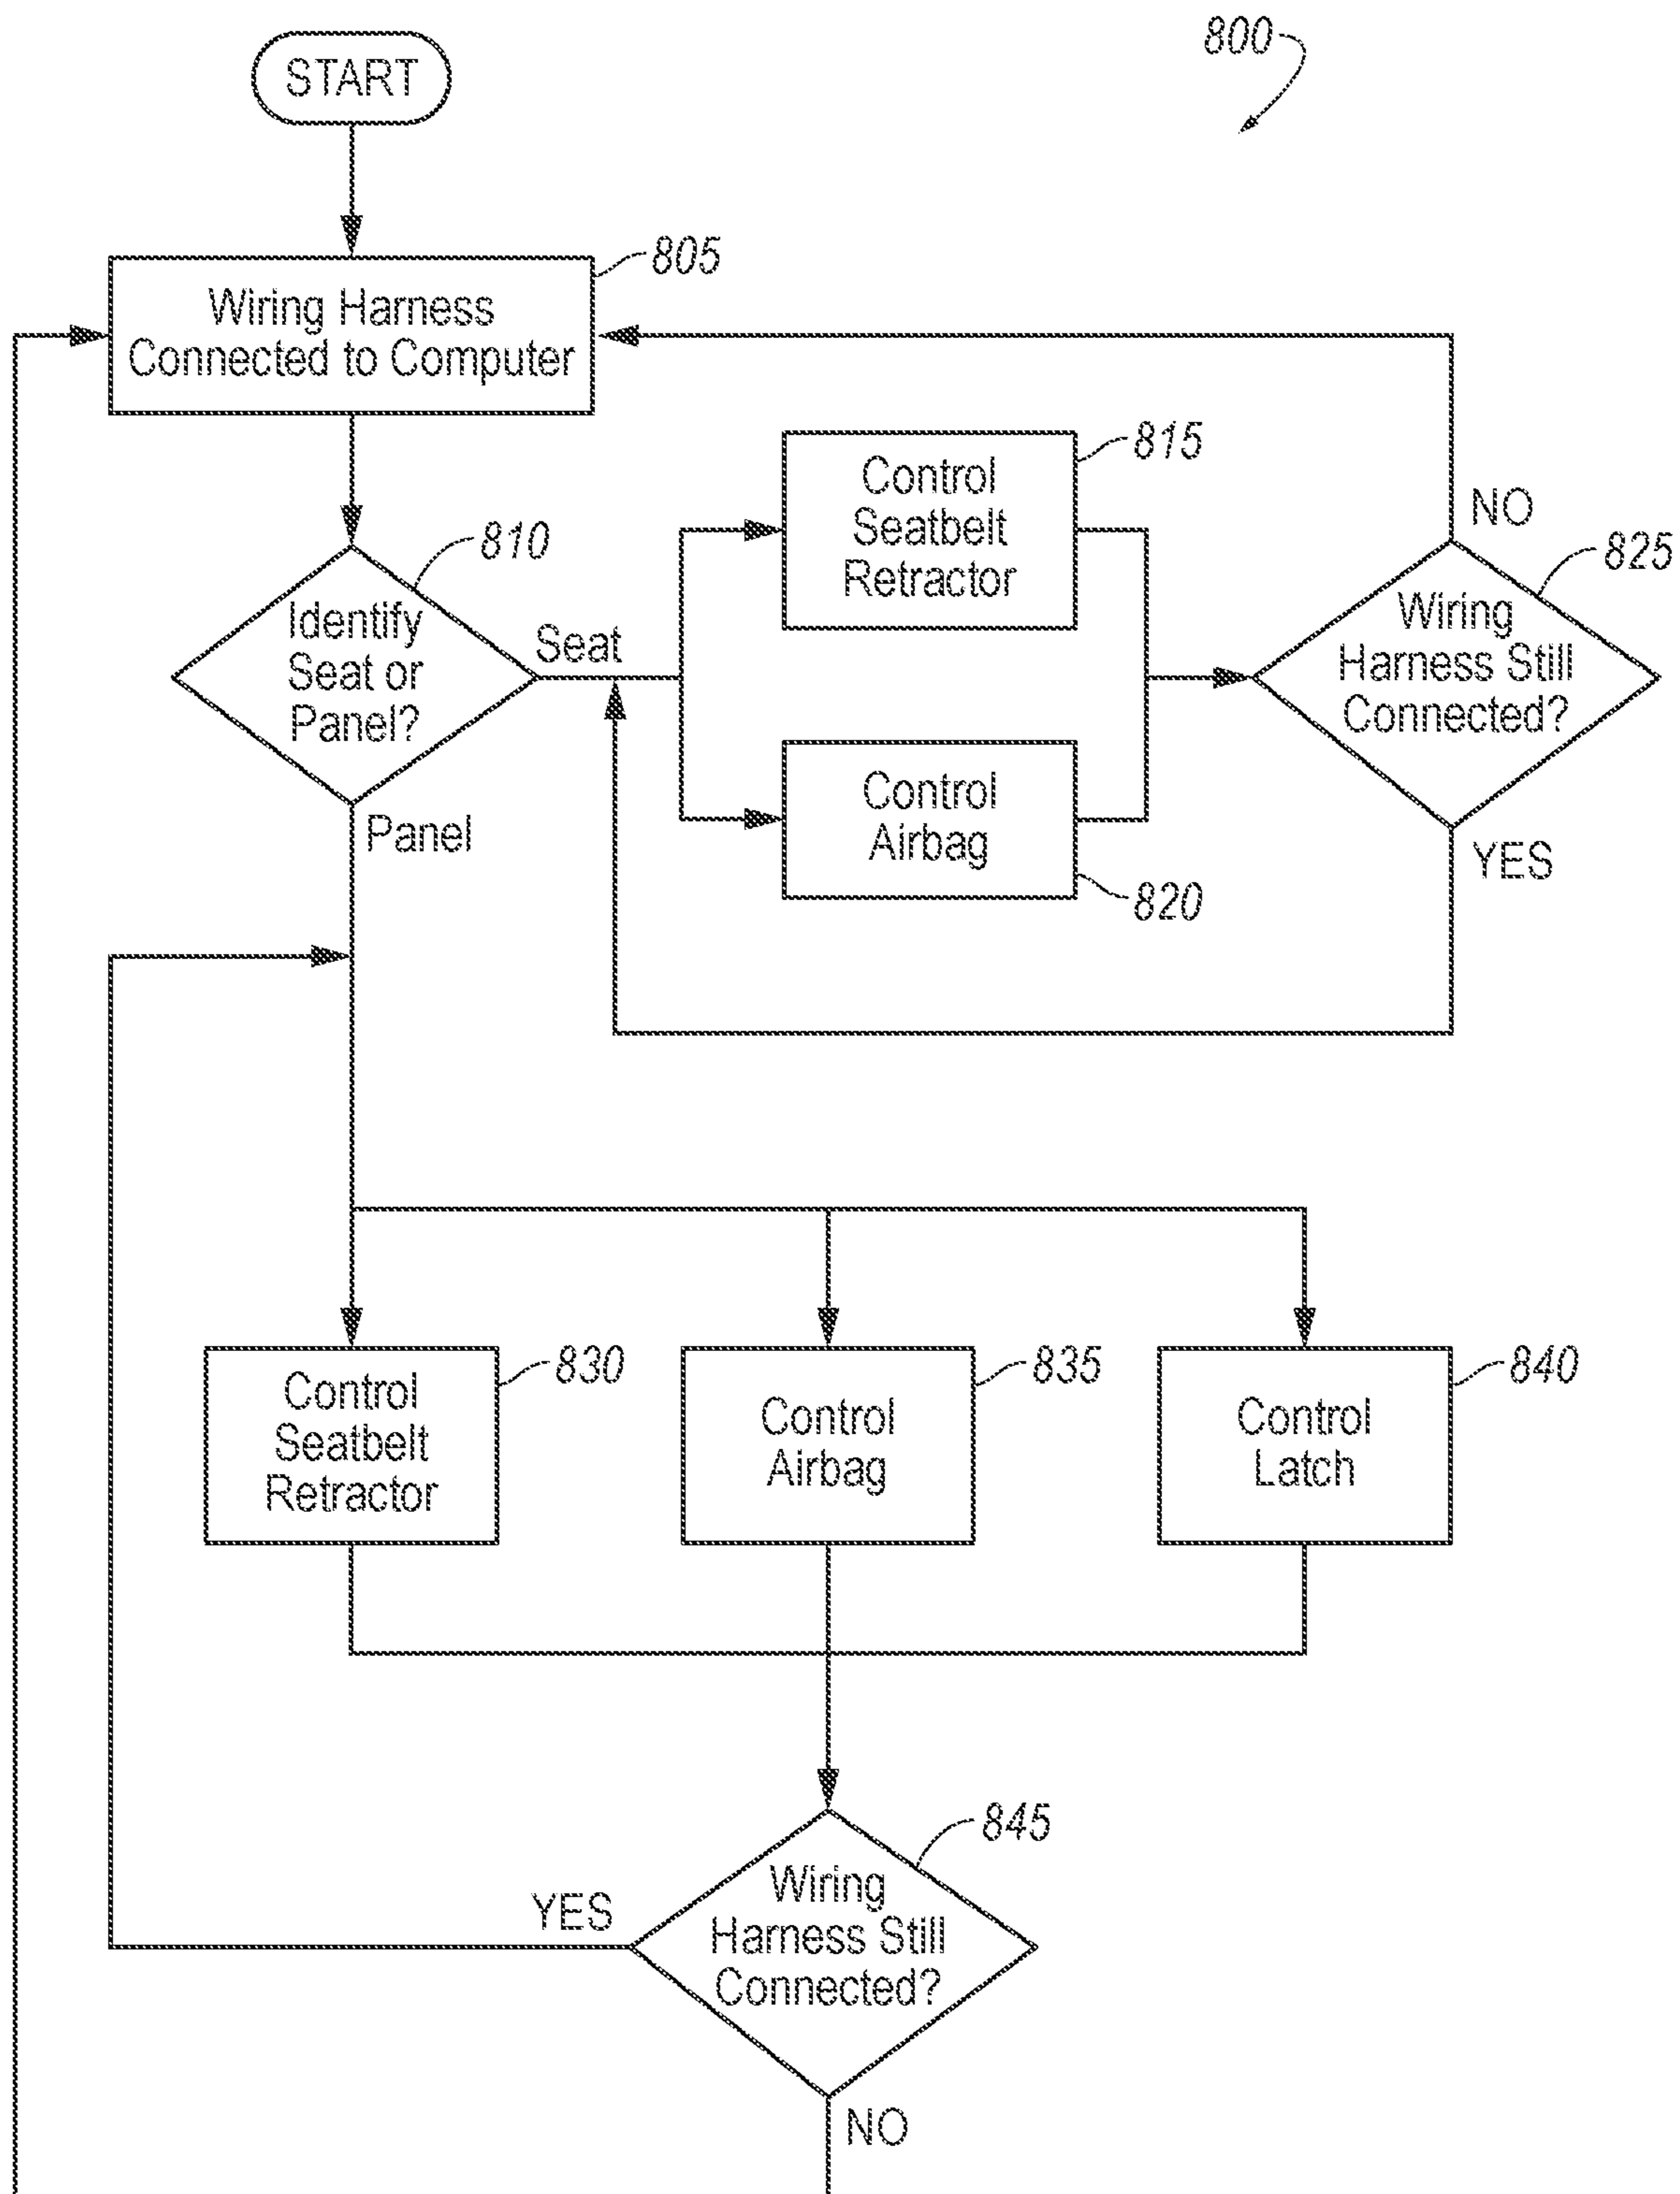 800
START
805
Wiring Harness
Connected to Computer
810
Identify
Seat or
Panel?
Seat
Panel
815
Control
Seatbelt
Retractor
Control
Airbag
820
NO
825
Wiring
Harness Still
Connected?
YES
830
Control
Seatbelt
Retractor
835
Control
Airbag
840
Control
Latch
845
Wiring
Harness Still
Connected?
YES
NO